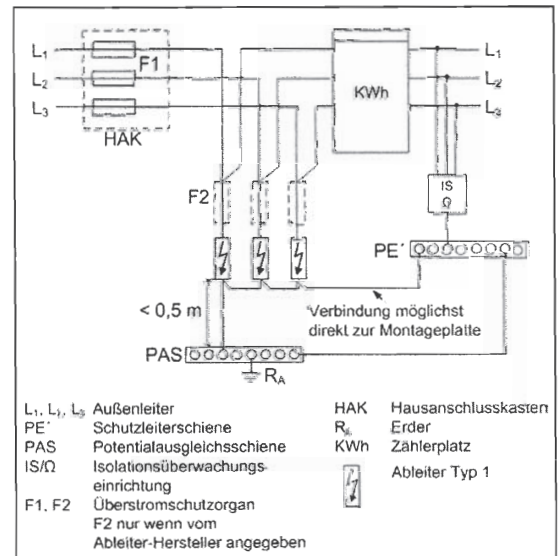 L1
F1
L1
L2
KWh
L2
L3
L3
HAK
F2
IS
Ω
PE´
< 0,5 m
Verbindung möglichst
direkt zur Montageplatte
PAS
RA
L1, L2, L3 Außenleiter
PE´ Schutzleiterschiene
PAS Potentialausgleichsschiene
IS/Ω Isolationsüberwachungs-
einrichtung
F1, F2 Überstromschutzorgan
F2 nur wenn vom
Ableiter-Hersteller angegeben
HAK Hausanschlusskasten
RA Erder
KWh Zählerplatz
Ableiter Typ 1